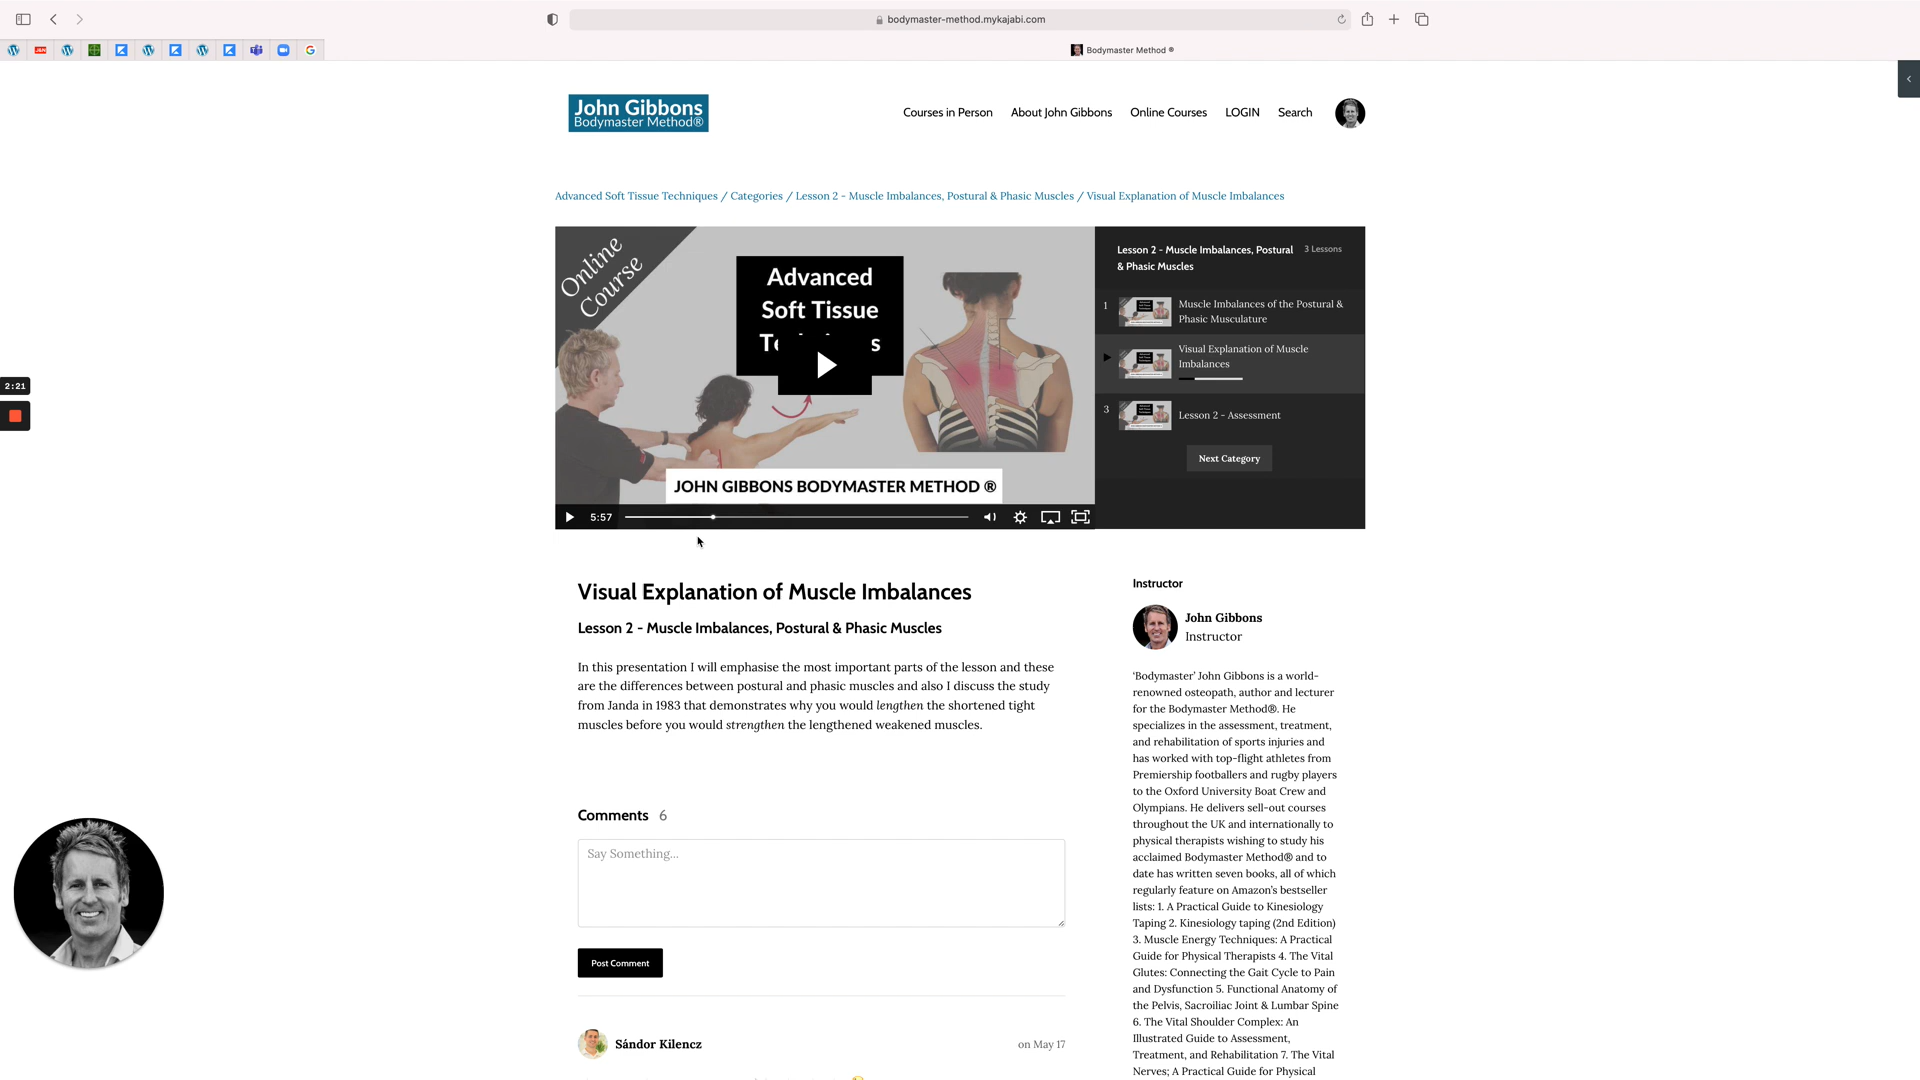 bodymaster-method.mykajabi.com
Bodymaster Method ®
John Gibbons
Bodymaster Method®
Courses in Person
About John Gibbons
Online Courses
LOGIN
Search
Advanced Soft Tissue Techniques / Categories / Lesson 2 - Muscle Imbalances, Postural & Phasic Muscles / Visual Explanation of Muscle Imbalances
Online
Course
Advanced
Soft Tissue
JOHN GIBBONS BODYMASTER METHOD ®
5:57
Lesson 2 - Muscle Imbalances, Postural
& Phasic Muscles
3 Lessons
1
Muscle Imbalances of the Postural &
Phasic Musculature
Visual Explanation of Muscle
Imbalances
3
Lesson 2 - Assessment
Next Category
2:21
Visual Explanation of Muscle Imbalances
Lesson 2 - Muscle Imbalances, Postural & Phasic Muscles
In this presentation I will emphasise the most important parts of the lesson and these
are the differences between postural and phasic muscles and also I discuss the study
from Janda in 1983 that demonstrates why you would lengthen the shortened tight
muscles before you would strengthen the lengthened weakened muscles.
Comments 6
Say Something...
Post Comment
Sándor Kilencz
on May 17
Instructor
John Gibbons
Instructor
'Bodymaster' John Gibbons is a world-
renowned osteopath, author and lecturer
for the Bodymaster Method®. He
specializes in the assessment, treatment,
and rehabilitation of sports injuries and
has worked with top-flight athletes from
Premiership footballers and rugby players
to the Oxford University Boat Crew and
Olympians. He delivers sell-out courses
throughout the UK and internationally to
physical therapists wishing to study his
acclaimed Bodymaster Method® and to
date has written seven books, all of which
regularly feature on Amazon's bestseller
lists: 1. A Practical Guide to Kinesiology
Taping 2. Kinesiology taping (2nd Edition)
3. Muscle Energy Techniques: A Practical
Guide for Physical Therapists 4. The Vital
Glutes: Connecting the Gait Cycle to Pain
and Dysfunction 5. Functional Anatomy of
the Pelvis, Sacroiliac Joint & Lumbar Spine
6. The Vital Shoulder Complex: An
Illustrated Guide to Assessment,
Treatment, and Rehabilitation 7. The Vital
Nerves; A Practical Guide for Physical